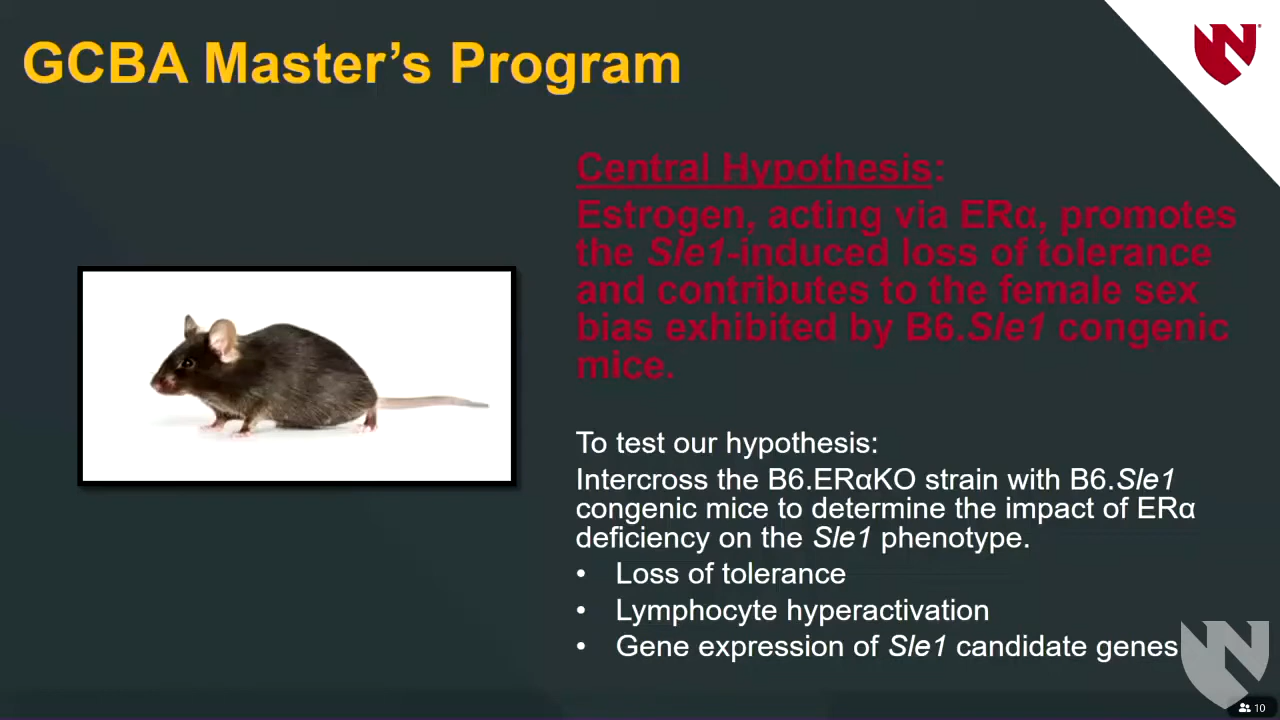 GCBA Master’s Program
Central Hypothesis:
Estrogen, acting via ERα, promotes
the Sle1-induced loss of tolerance
and contributes to the female sex
bias exhibited by B6.Sle1 congenic
mice.
To test our hypothesis:
Intercross the B6.ERαKO strain with B6.Sle1
congenic mice to determine the impact of ERα
deficiency on the Sle1 phenotype.
• Loss of tolerance
• Lymphocyte hyperactivation
• Gene expression of Sle1 candidate genes
10